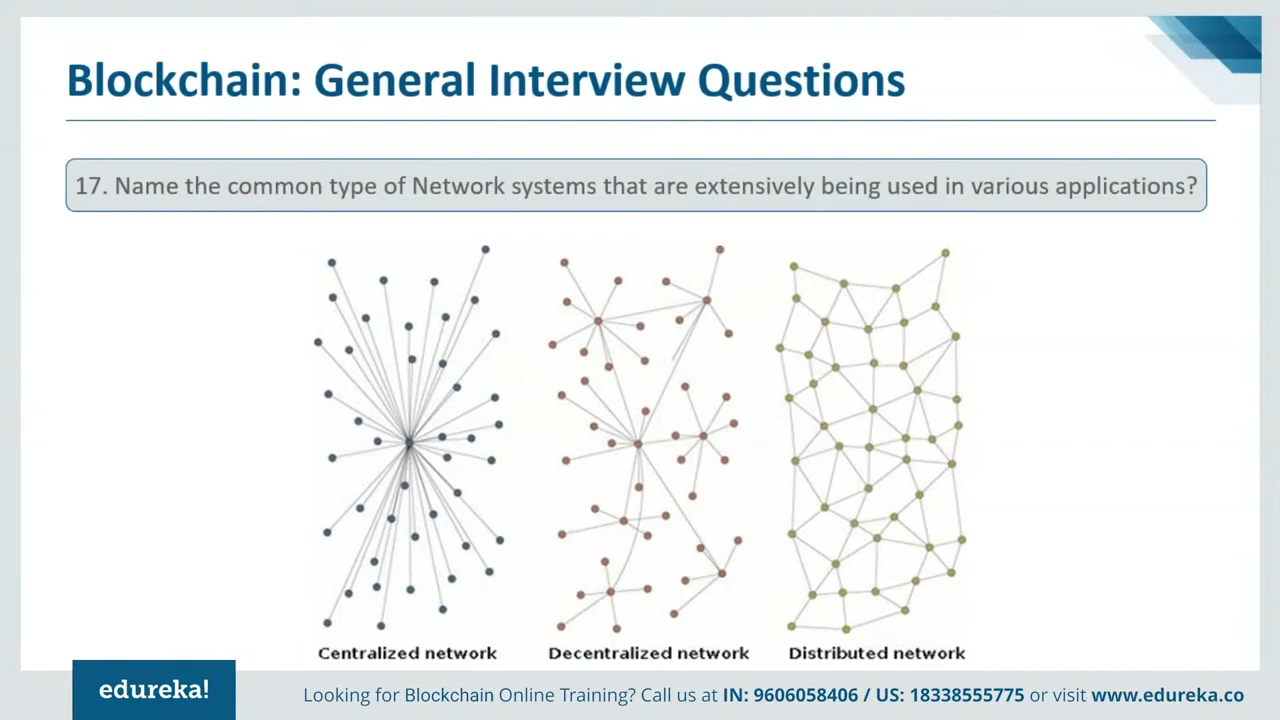 Blockchain: General Interview Questions
17. Name the common type of Network systems that are extensively being used in various applications?
Centralized network
Decentralized network
Distributed network
edureka!
Looking for Blockchain Online Training? Call us at IN: 9606058406 / US: 18338555775 or visit www.edureka.co